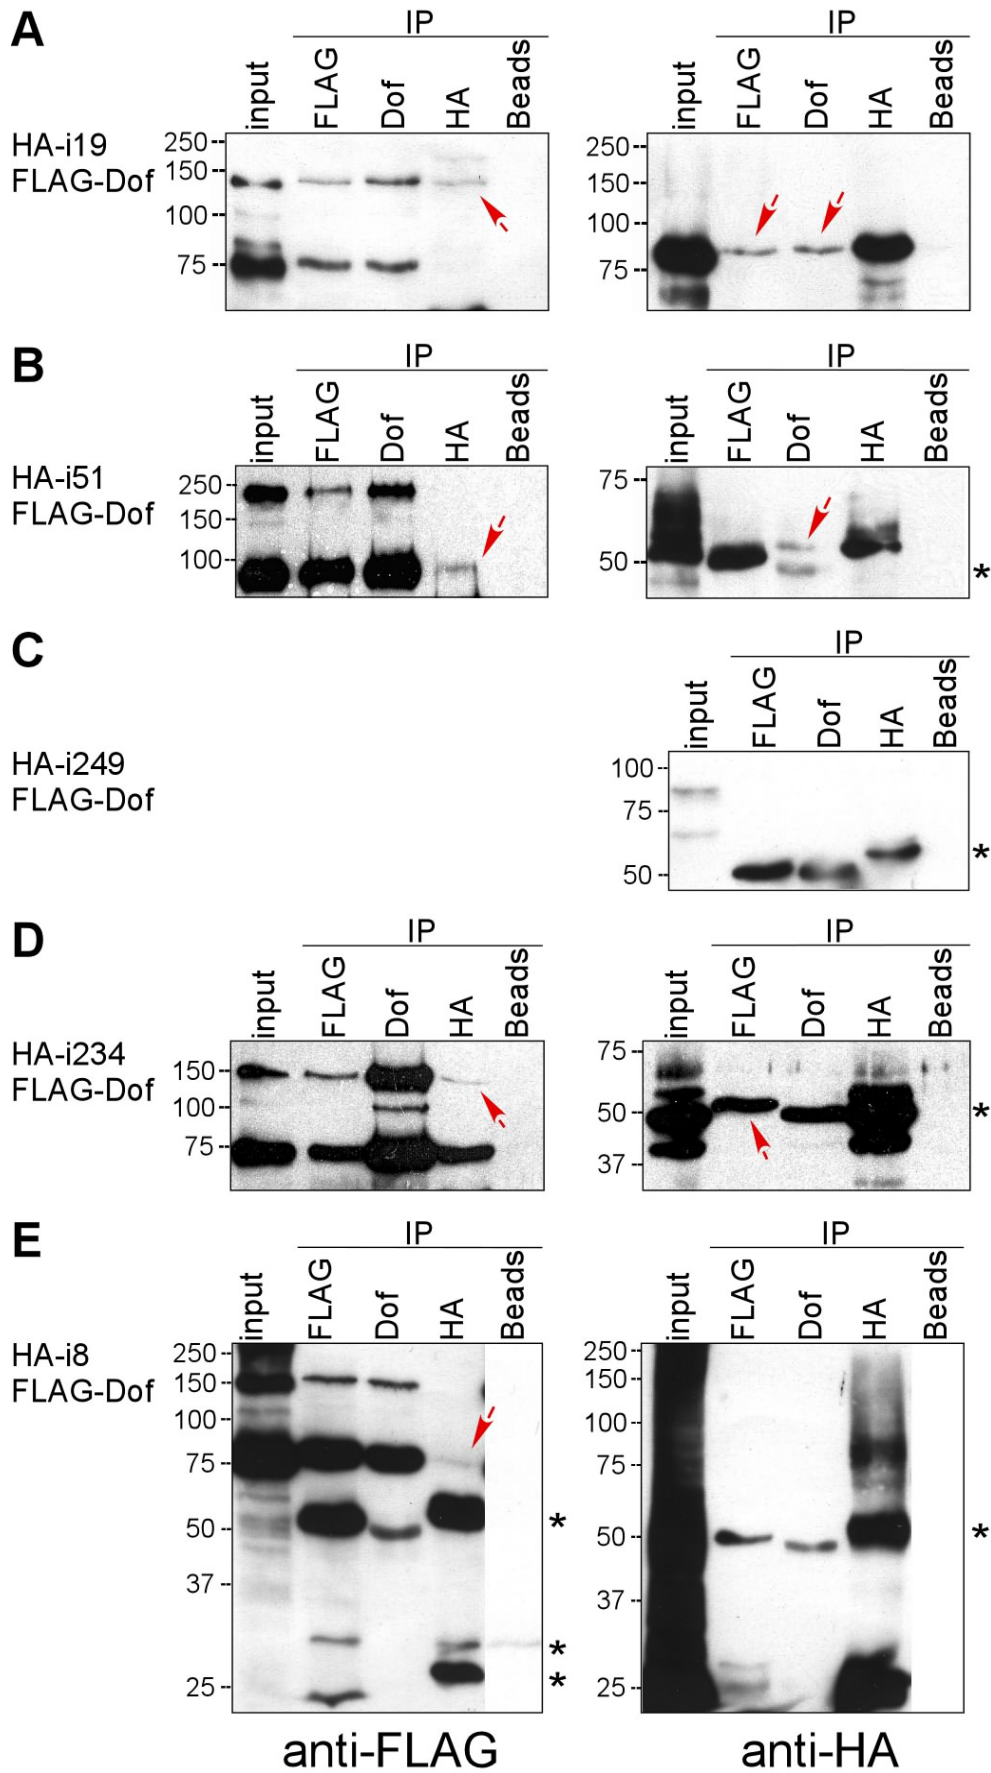 A
IP
IP
input FLAG Dof HA Beads
input FLAG Dof HA Beads
HA-i19
FLAG-Dof
250
150
100
75
250
150
100
75
B
IP
IP
input FLAG Dof HA Beads
input FLAG Dof HA Beads
HA-i51
FLAG-Dof
250
150
100
75
50
*
C
IP
input FLAG Dof HA Beads
HA-i249
FLAG-Dof
100
75
50
*
D
IP
IP
input FLAG Dof HA Beads
input FLAG Dof HA Beads
HA-i234
FLAG-Dof
150
100
75
75
50
37
*
E
IP
IP
input FLAG Dof HA Beads
input FLAG Dof HA Beads
HA-i8
FLAG-Dof
250
150
100
75
50
37
25
*
*
*
250
150
100
75
50
37
25
*
anti-FLAG
anti-HA